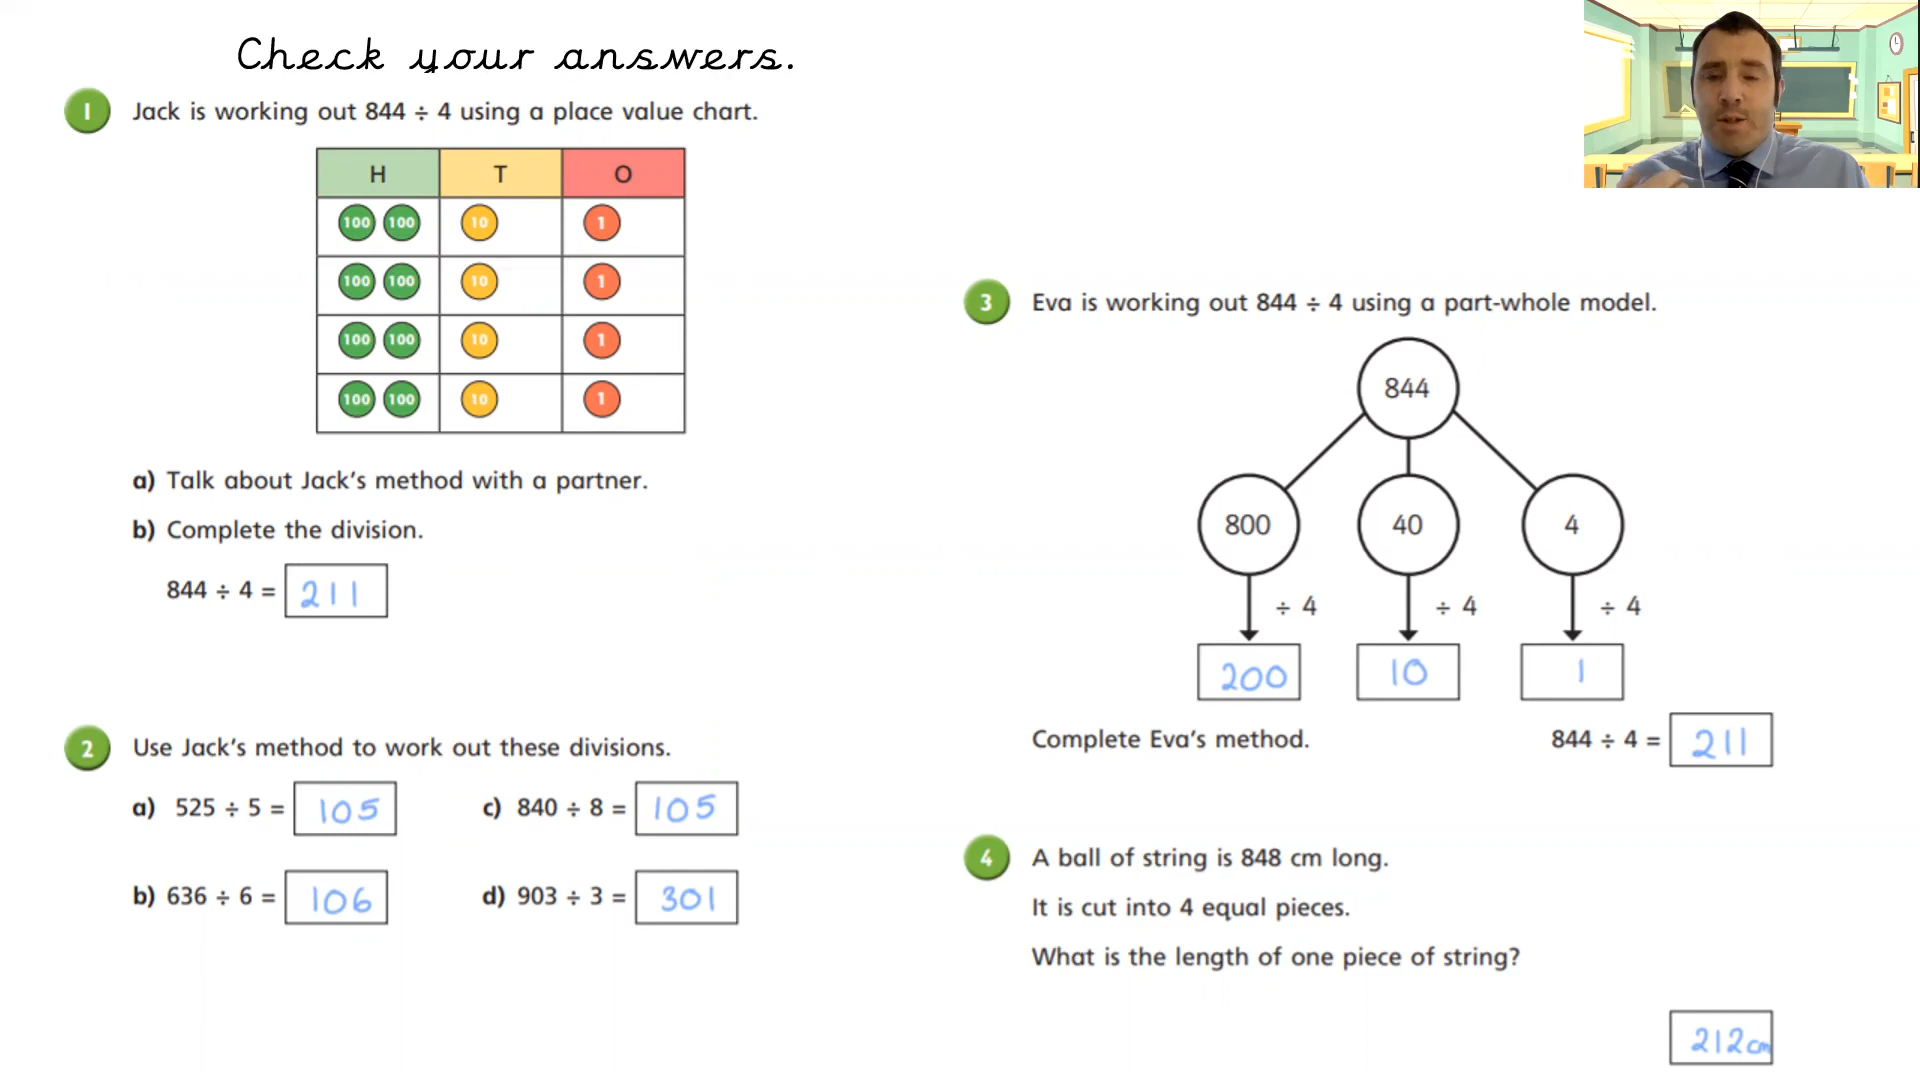 Check your answers.
1 Jack is working out 844 ÷ 4 using a place value chart.
H T O
100 100 10 1
100 100 10 1
100 100 10 1
100 100 10 1
a) Talk about Jack's method with a partner.
b) Complete the division.
844 ÷ 4 = 211
2 Use Jack's method to work out these divisions.
a) 525 ÷ 5 = 105 c) 840 ÷ 8 = 105
b) 636 ÷ 6 = 106 d) 903 ÷ 3 = 301
3 Eva is working out 844 ÷ 4 using a part-whole model.
844
800 40 4
÷ 4 ÷ 4 ÷ 4
200 10 1
Complete Eva's method. 844 ÷ 4 = 211
4 A ball of string is 848 cm long.
It is cut into 4 equal pieces.
What is the length of one piece of string?
212cm